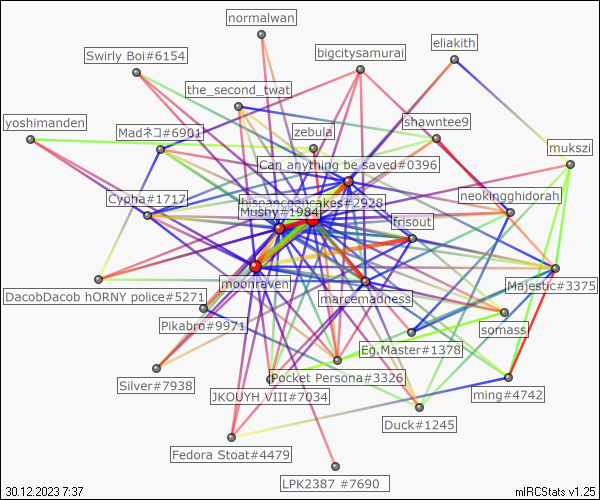 normalwan
eliakith
Swirly Boi#6154
bigcitysamurai
the_second_twat
yoshimanden
Madネコ#6901
zebula
shawntee9
mukszi
Can anything be saved#0396
Cypha#1717
hispancpancakes#2928
neokingghidorah
Mushy#1984
frisout
moonraven
Majestic#3375
DacobDacob hORNY police#5271
marcemadness
Pikabro#9971
somass
Eg.Master#1378
Silver#7938
Pocket Persona#3326
JKOUYH VIII#7034
ming#4742
Duck#1245
Fedora Stoat#4479
LPK2387 #7690
30.12.2023 7:37
mIRCStats v1.25